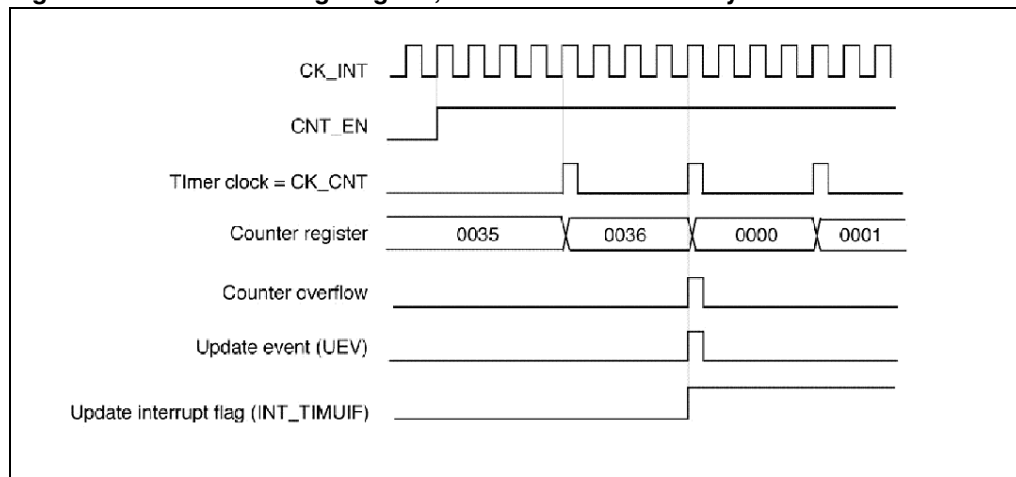 CK_INT
CNT_EN
TImer clock = CK_CNT
Counter register
0035 0036 0000 0001
Counter overflow
Update event (UEV)
Update interrupt flag (INT_TIMUIF)